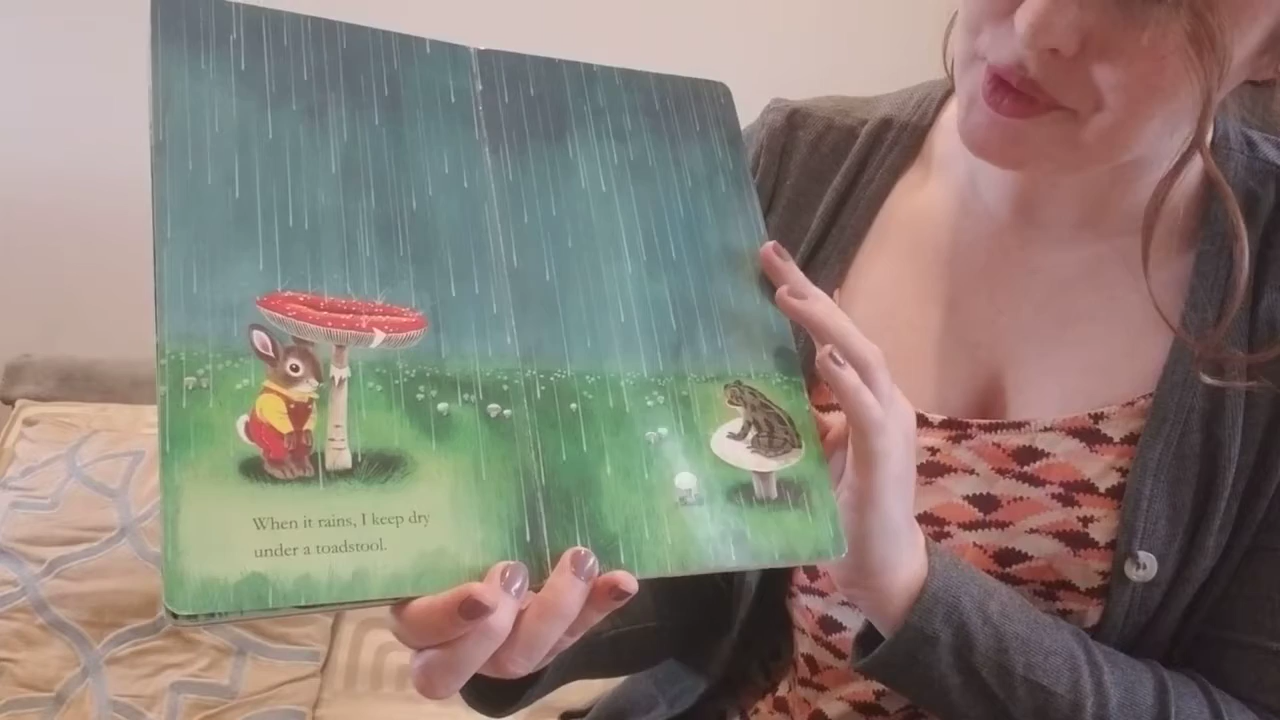 When it rains, I keep dry
under a toadstool.